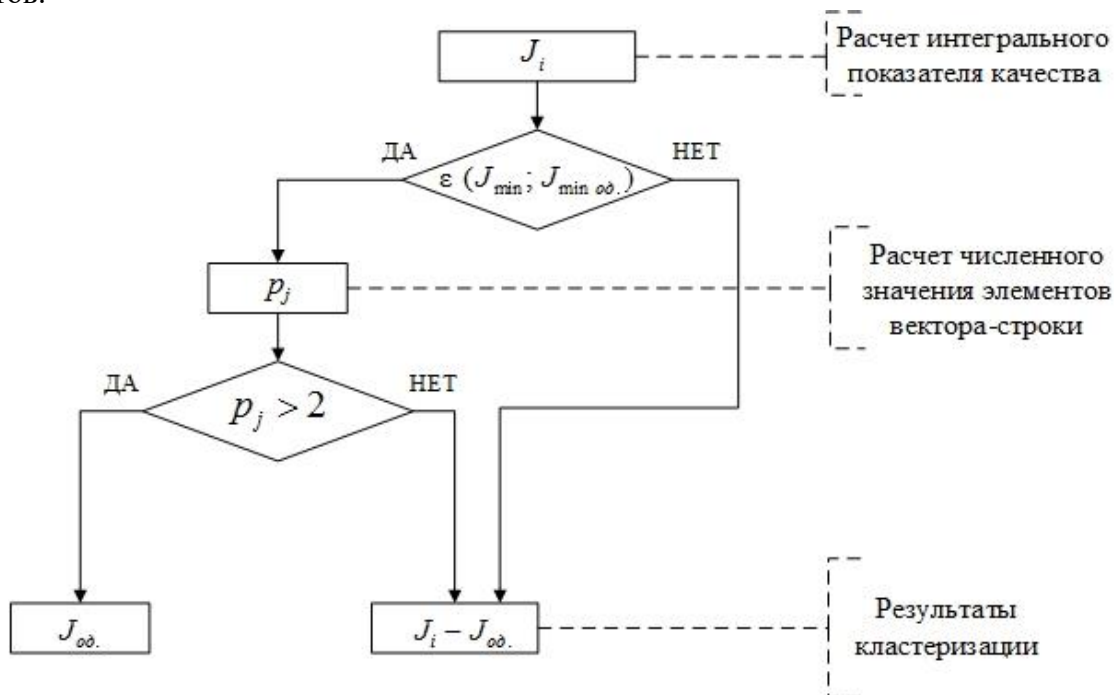 J_i
Расчет интегрального
показателя качества
ДА
НЕТ
ε (J_min; J_min од.)
p_j
Расчет численного
значения элементов
вектора-строки
ДА
НЕТ
p_j > 2
J_од.
J_i – J_од.
Результаты
кластеризации